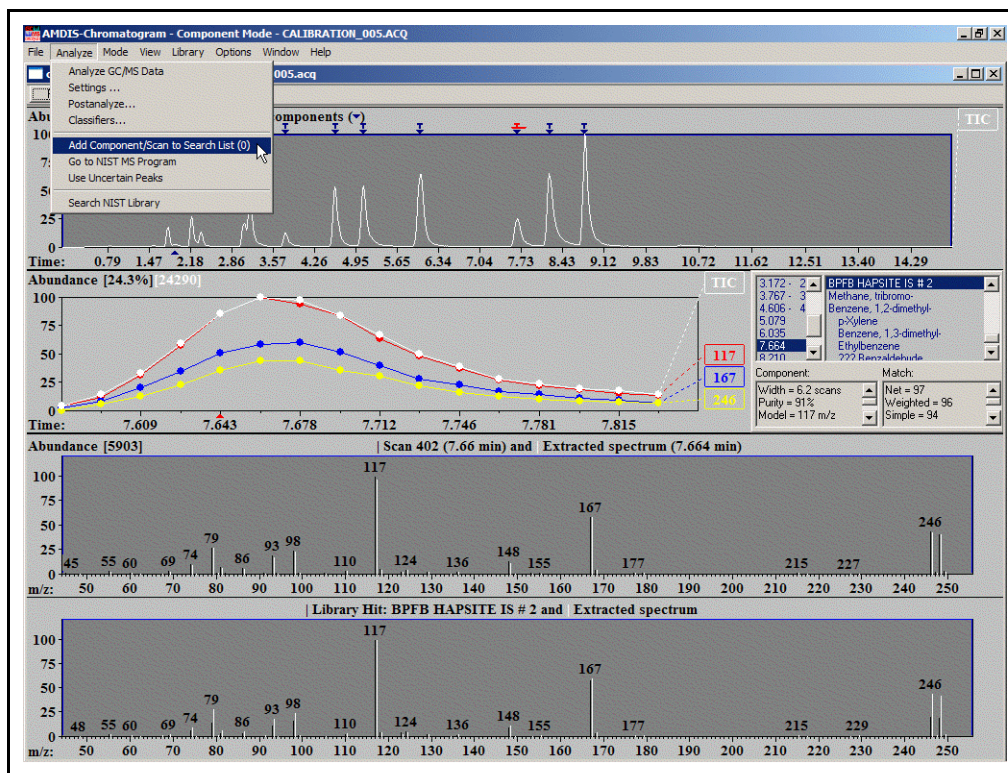 AMDIS-Chromatogram - Component Mode - CALIBRATION_005.ACQ
File Analyze Mode View Library Options Window Help
005.acq
Analyze GC/MS Data
Settings ...
Postanalyze...
Classifiers...
Add Component/Scan to Search List (0)
Go to NIST MS Program
Use Uncertain Peaks
Search NIST Library
omponents (▼)
TIC
25
0
Time: 0.79 1.47 2.18 2.86 3.57 4.26 4.95 5.65 6.34 7.04 7.73 8.43 9.12 9.83 10.72 11.62 12.51 13.40 14.29
Abundance [24.3%][24290]
TIC
100
75
50
25
0
117
167
246
Time: 7.609 7.643 7.678 7.712 7.746 7.781 7.815
3.172 - 2
3.767 - 3
4.606 - 4
5.079
6.035
7.664
8.210
BPFB HAPSITE IS # 2
Methane, tribromo-
Benzene, 1,2-dimethyl-
p-Xylene
Benzene, 1,3-dimethyl-
Ethylbenzene
??? Benzaldehyde
Component:
Width = 6.2 scans
Purity = 91%
Model = 117 m/z
Match:
Net = 97
Weighted = 96
Simple = 94
Abundance [5903] | Scan 402 (7.66 min) and | Extracted spectrum (7.664 min)
100
75
50
25
0
45 55 60 69 74 79 86 93 98 110 117 124 136 148 155 167 177 215 227 246
m/z: 50 60 70 80 90 100 110 120 130 140 150 160 170 180 190 200 210 220 230 240 250
| Library Hit: BPFB HAPSITE IS # 2 and | Extracted spectrum
100
75
50
25
0
48 55 60 69 74 79 86 93 98 110 117 124 136 148 155 167 177 215 229 246
m/z: 50 60 70 80 90 100 110 120 130 140 150 160 170 180 190 200 210 220 230 240 250